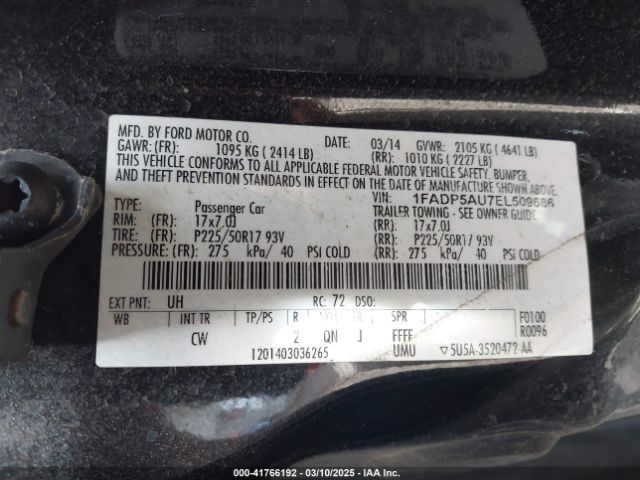 MFD. BY FORD MOTOR CO. DATE: 03/14 GVWR: 2105 KG ( 4641 LB)
GAWR: (FR): 1095 KG ( 2414 LB) (RR): 1010 KG ( 2227 LB)
THIS VEHICLE CONFORMS TO ALL APPLICABLE FEDERAL MOTOR VEHICLE SAFETY, BUMPER,
AND THEFT PREVENTION STANDARDS IN EFFECT ON THE DATE OF MANUFACTURE SHOWN ABOVE.
VIN: 1FADP5AU7EL509686
TYPE: Passenger Car TRAILER TOWING - SEE OWNER GUIDE
RIM: (FR): 17x7.0J (RR): 17x7.0J
TIRE: (FR): P225/50R17 93V (RR): P225/50R17 93V
PRESSURE: (FR): 275 kPa/ 40 PSI COLD (RR): 275 kPa/ 40 PSI COLD
EXT PNT: UH RC: 72 DSO:
WB INT TR TP/PS R AXLE TR SPR F0100
CW 2 QN J FFFF R0096
1201403036265 UMU ▽5U5A-3520472-AA
000-41766192 — 03/10/2025 — IAA Inc.